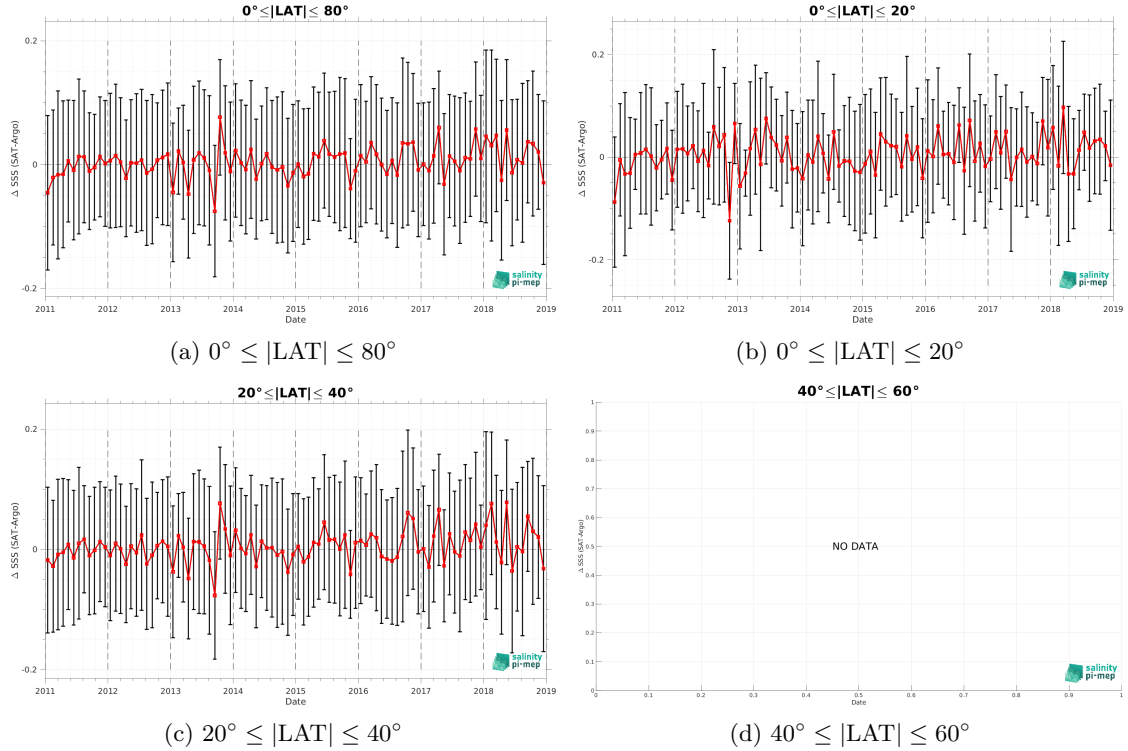 0°≤|LAT|≤ 80°
0.2
0
-0.2
Δ SSS (SAT-Argo)
2011 2012 2013 2014 2015 2016 2017 2018 2019
Date
salinity
pi-mep
(a) 0° ≤ |LAT| ≤ 80°
0°≤|LAT|≤ 20°
0.2
0
-0.2
Δ SSS (SAT-Argo)
2011 2012 2013 2014 2015 2016 2017 2018 2019
Date
salinity
pi-mep
(b) 0° ≤ |LAT| ≤ 20°
20°≤|LAT|≤ 40°
0.2
0
-0.2
Δ SSS (SAT-Argo)
2011 2012 2013 2014 2015 2016 2017 2018 2019
Date
salinity
pi-mep
(c) 20° ≤ |LAT| ≤ 40°
40°≤|LAT|≤ 60°
1
0.9
0.8
0.7
0.6
0.5
0.4
0.3
0.2
0.1
0
Δ SSS (SAT-Argo)
NO DATA
0 0.1 0.2 0.3 0.4 0.5 0.6 0.7 0.8 0.9 1
Date
salinity
pi-mep
(d) 40° ≤ |LAT| ≤ 60°